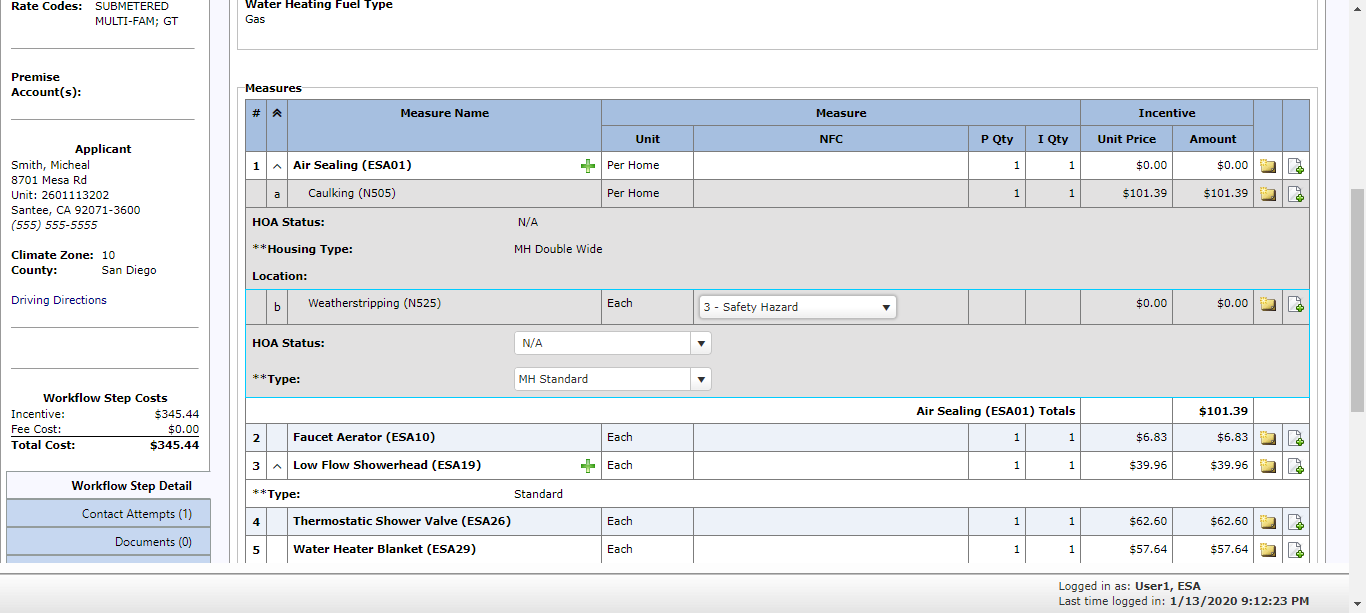 Rate Codes: SUBMETERED
MULTI-FAM; GT
Premise
Account(s):
Applicant
Smith, Micheal
8701 Mesa Rd
Unit: 2601113202
Santee, CA 92071-3600
(555) 555-5555
Climate Zone: 10
County: San Diego
Driving Directions
Workflow Step Costs
Incentive: $345.44
Fee Cost: $0.00
Total Cost: $345.44
Workflow Step Detail
Contact Attempts (1)
Documents (0)
Water Heating Fuel Type
Gas
Measures
# Measure Name Measure Incentive
Unit NFC P Qty I Qty Unit Price Amount
1 Air Sealing (ESA01) Per Home 1 1 $0.00 $0.00
a Caulking (N505) Per Home 1 1 $101.39 $101.39
HOA Status: N/A
**Housing Type: MH Double Wide
Location:
b Weatherstripping (N525) Each 3 - Safety Hazard $0.00 $0.00
HOA Status: N/A
**Type: MH Standard
Air Sealing (ESA01) Totals $101.39
2 Faucet Aerator (ESA10) Each 1 1 $6.83 $6.83
3 Low Flow Showerhead (ESA19) Each 1 1 $39.96 $39.96
**Type: Standard
4 Thermostatic Shower Valve (ESA26) Each 1 1 $62.60 $62.60
5 Water Heater Blanket (ESA29) Each 1 1 $57.64 $57.64
Logged in as: User1, ESA
Last time logged in: 1/13/2020 9:12:23 PM